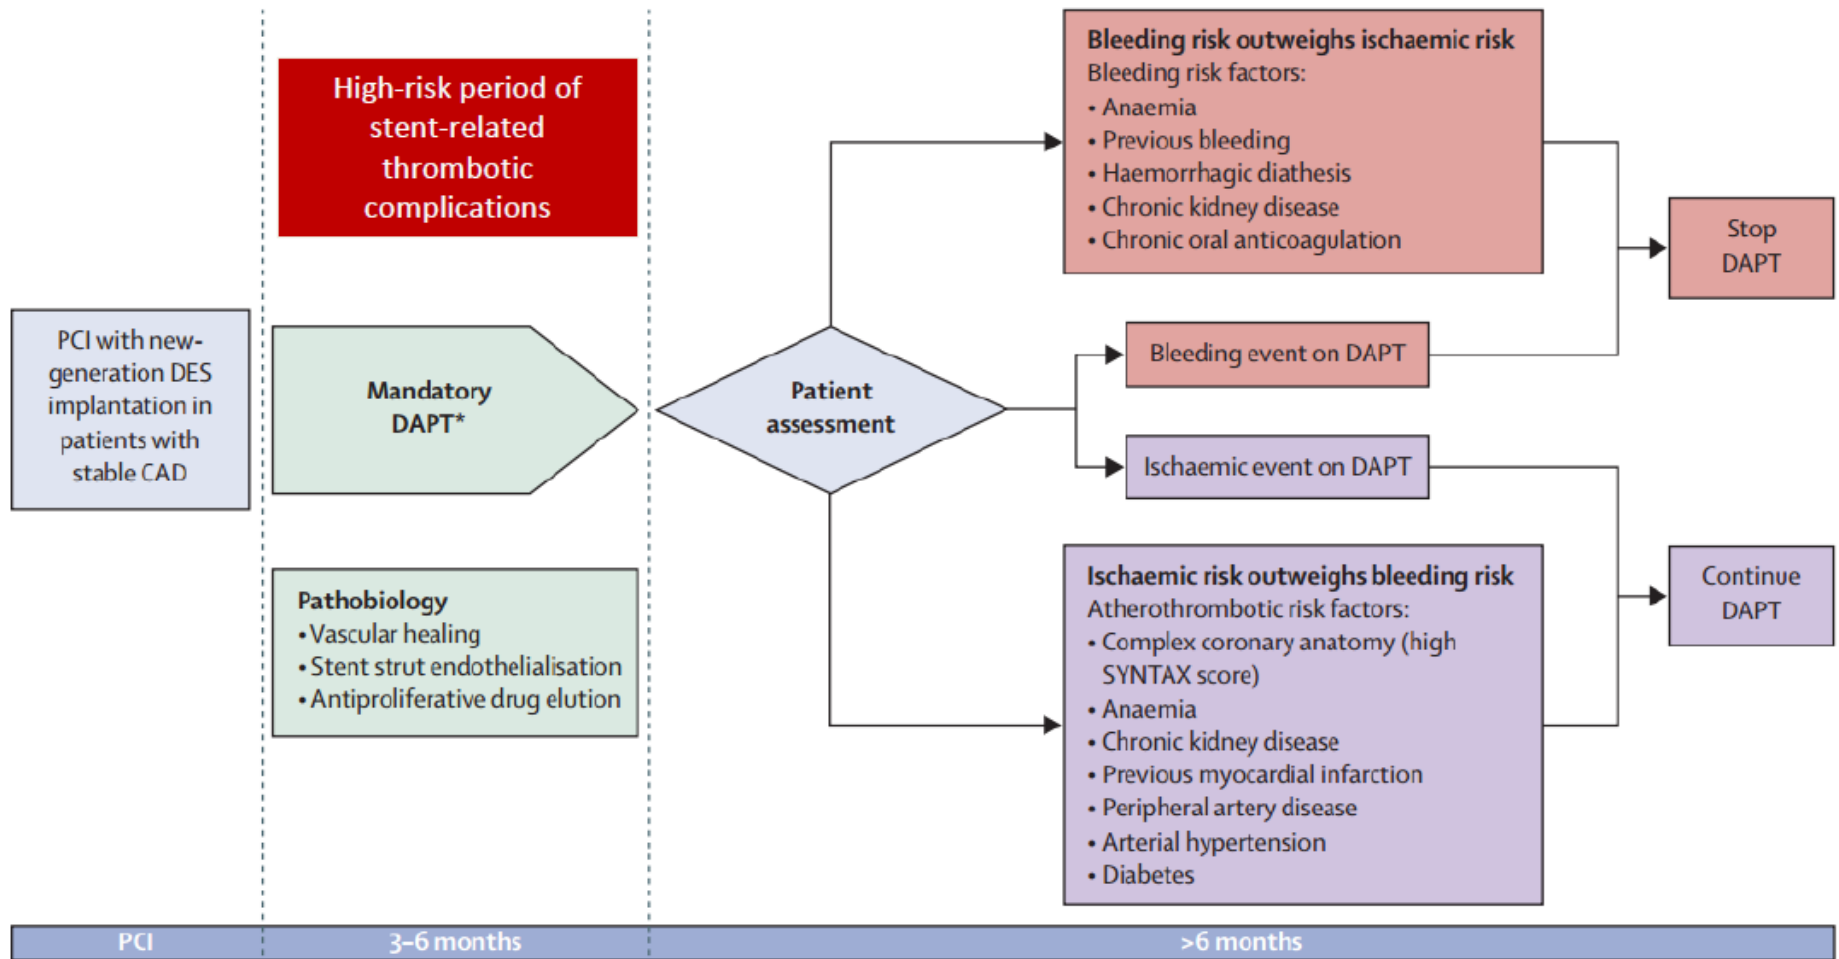 PCI with new-
generation DES
implantation in
patients with
stable CAD
High-risk period of
stent-related
thrombotic
complications
Mandatory
DAPT*
Pathobiology
• Vascular healing
• Stent strut endothelialisation
• Antiproliferative drug elution
Patient
assessment
Bleeding risk outweighs ischaemic risk
Bleeding risk factors:
• Anaemia
• Previous bleeding
• Haemorrhagic diathesis
• Chronic kidney disease
• Chronic oral anticoagulation
Bleeding event on DAPT
Ischaemic event on DAPT
Ischaemic risk outweighs bleeding risk
Atherothrombotic risk factors:
• Complex coronary anatomy (high
SYNTAX score)
• Anaemia
• Chronic kidney disease
• Previous myocardial infarction
• Peripheral artery disease
• Arterial hypertension
• Diabetes
Stop
DAPT
Continue
DAPT
PCI
3–6 months
>6 months